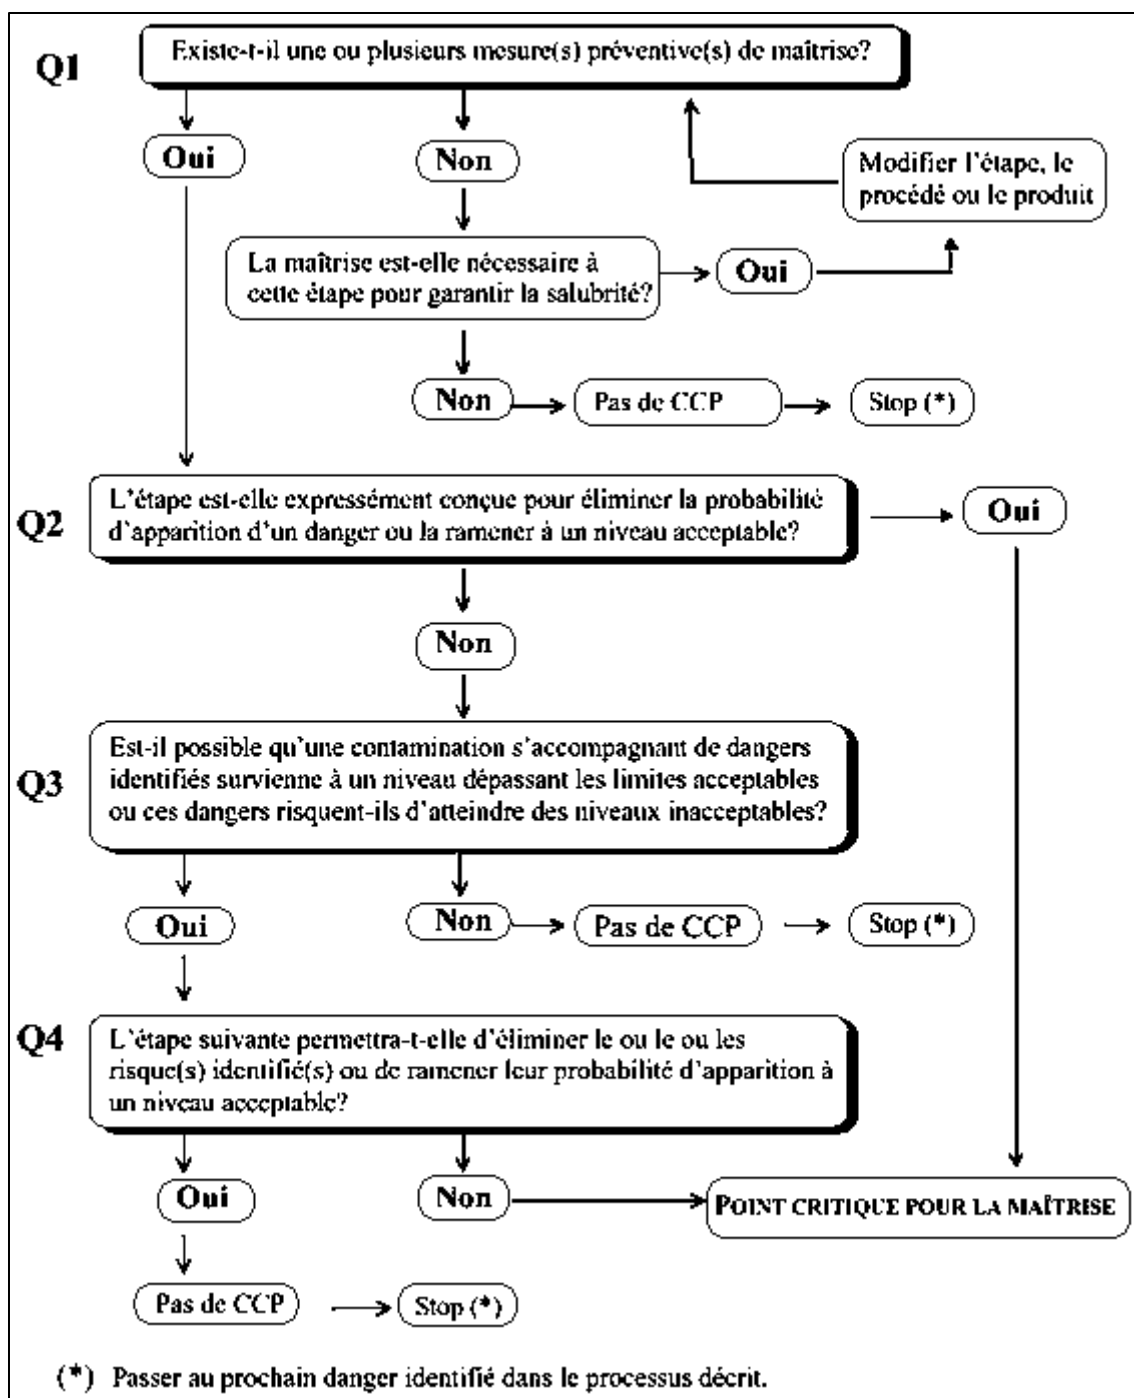 Q1
Existe-t-il une ou plusieurs mesure(s) préventive(s) de maîtrise?
Oui
Non
Modifier l'étape, le
procédé ou le produit
La maîtrise est-elle nécessaire à
cette étape pour garantir la salubrité?
Oui
Non
Pas de CCP
Stop (*)
Q2
L'étape est-elle expressément conçue pour éliminer la probabilité
d'apparition d'un danger ou la ramener à un niveau acceptable?
Oui
Non
Q3
Est-il possible qu'une contamination s'accompagnant de dangers
identifiés survienne à un niveau dépassant les limites acceptables
ou ces dangers risquent-ils d'atteindre des niveaux inacceptables?
Oui
Non
Pas de CCP
Stop (*)
Q4
L'étape suivante permettra-t-elle d'éliminer le ou le ou les
risque(s) identifié(s) ou de ramener leur probabilité d'apparition à
un niveau acceptable?
Oui
Non
POINT CRITIQUE POUR LA MAÎTRISE
Pas de CCP
Stop (*)
(*) Passer au prochain danger identifié dans le processus décrit.